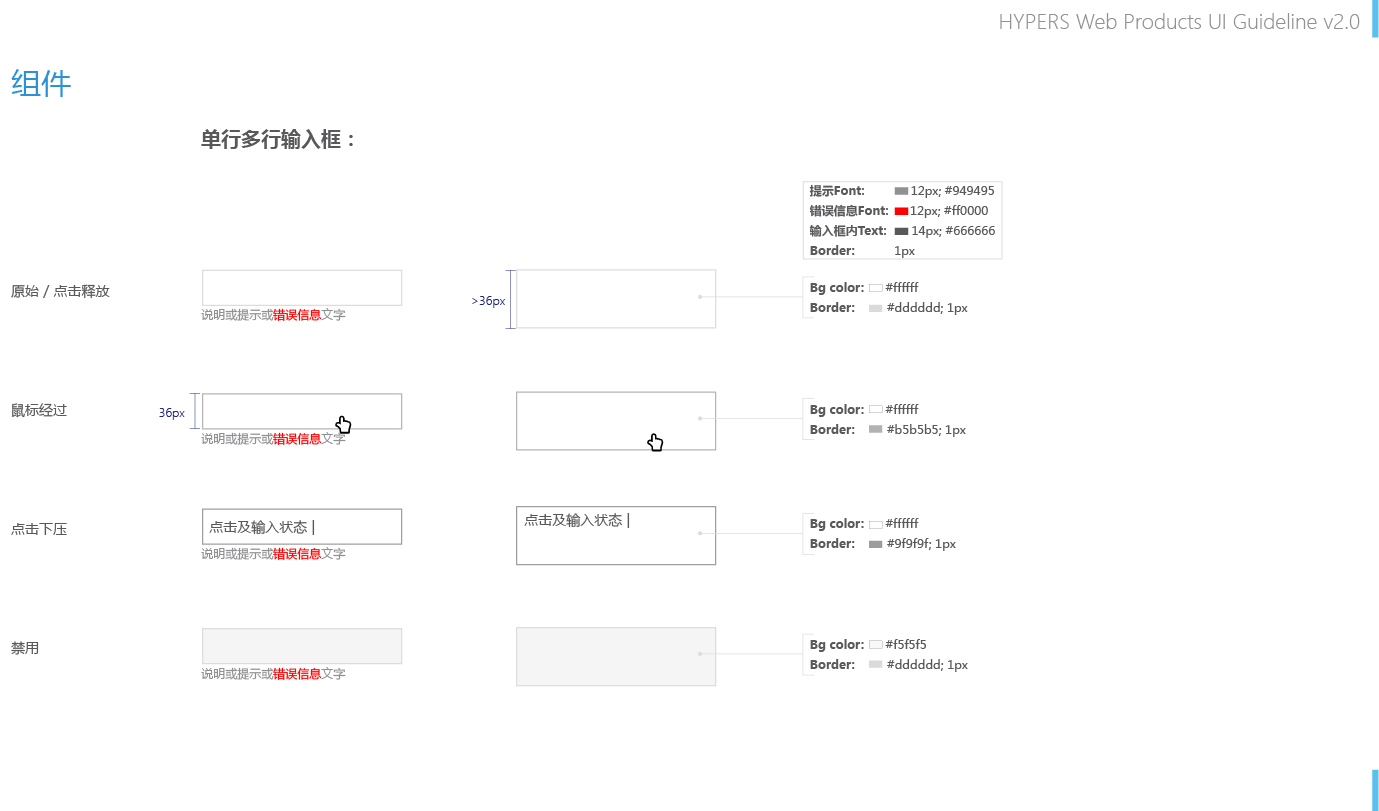 HYPERS Web Products UI Guideline v2.0
组件
单行多行输入框：
提示Font: 12px; #949495
错误信息Font: 12px; #ff0000
输入框内Text: 14px; #666666
Border: 1px
原始 / 点击释放
说明或提示或错误信息文字
>36px
Bg color: #ffffff
Border: #dddddd; 1px
鼠标经过
36px
说明或提示或错误信息文字
Bg color: #ffffff
Border: #b5b5b5; 1px
点击下压
点击及输入状态 |
说明或提示或错误信息文字
点击及输入状态 |
Bg color: #ffffff
Border: #9f9f9f; 1px
禁用
说明或提示或错误信息文字
Bg color: #f5f5f5
Border: #dddddd; 1px